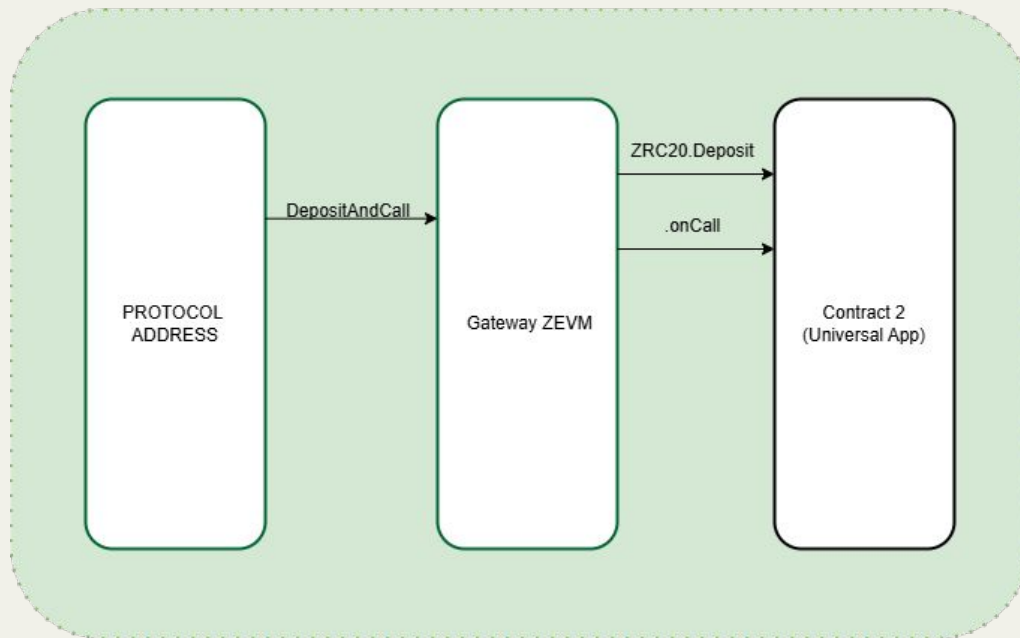 ZRC20.Deposit
DepositAndCall
.onCall
PROTOCOL
ADDRESS
Gateway ZEVM
Contract 2
(Universal App)